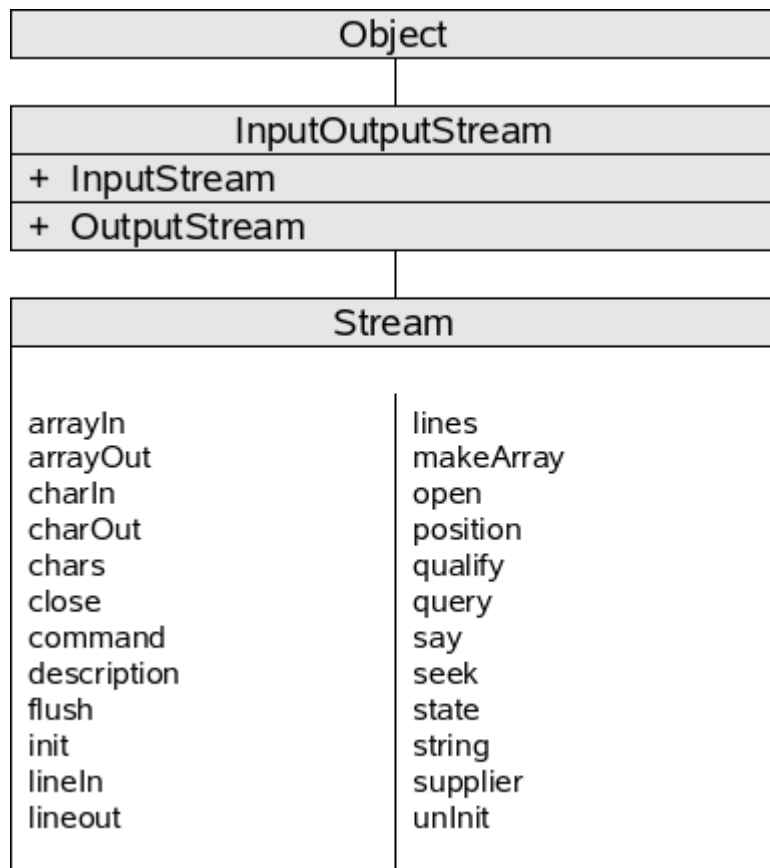 Object
InputOutputStream
+ InputStream
+ OutputStream
Stream
arrayIn
arrayOut
charIn
charOut
chars
close
command
description
flush
init
lineIn
lineout
lines
makeArray
open
position
qualify
query
say
seek
state
string
supplier
unInit